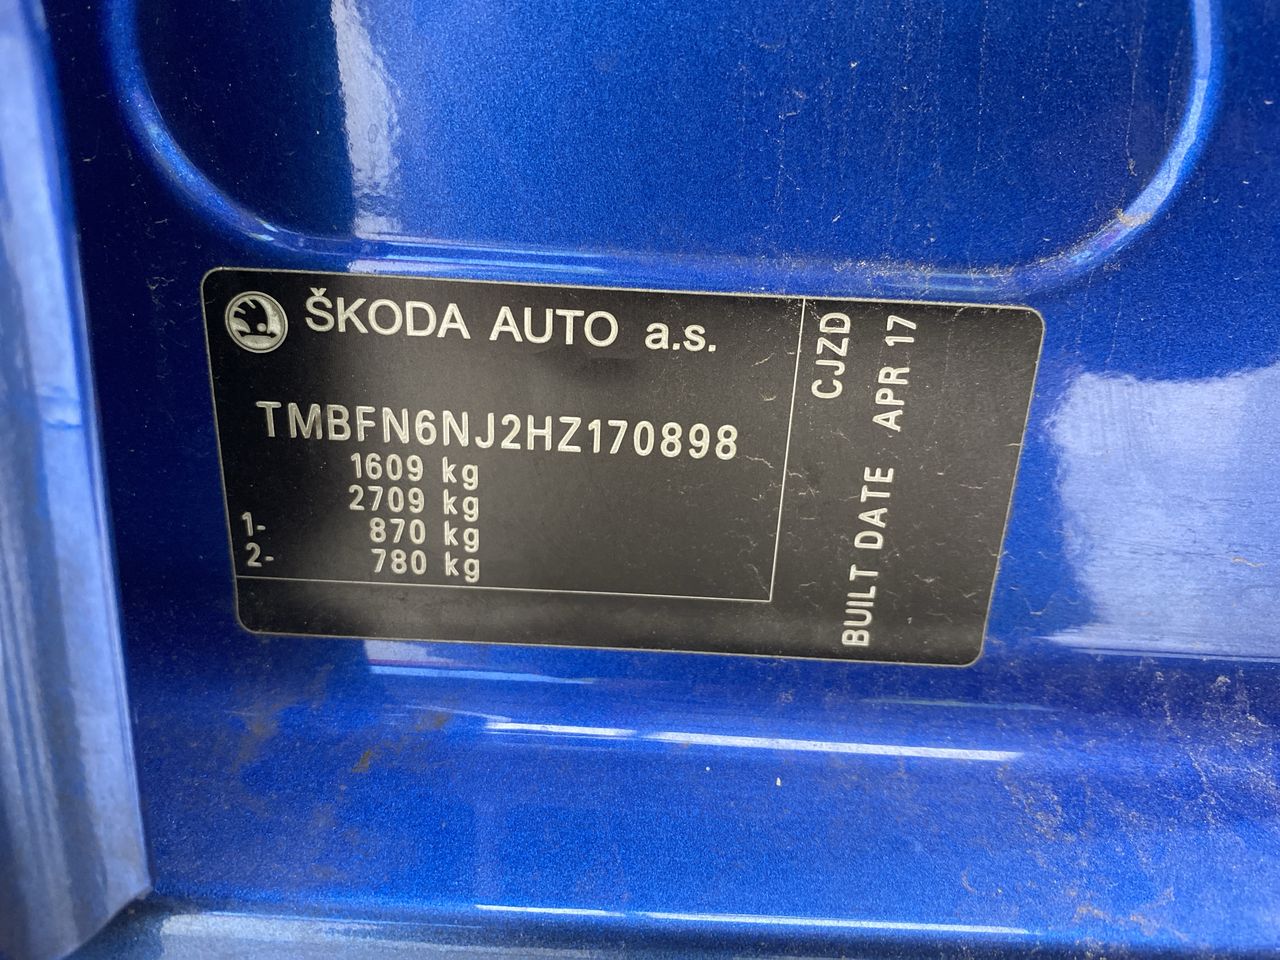 ŠKODA AUTO a.s.
TMBFN6NJ2HZ170898
1609 kg
2709 kg
1- 870 kg
2- 780 kg
CJZD
BUILT DATE APR 17